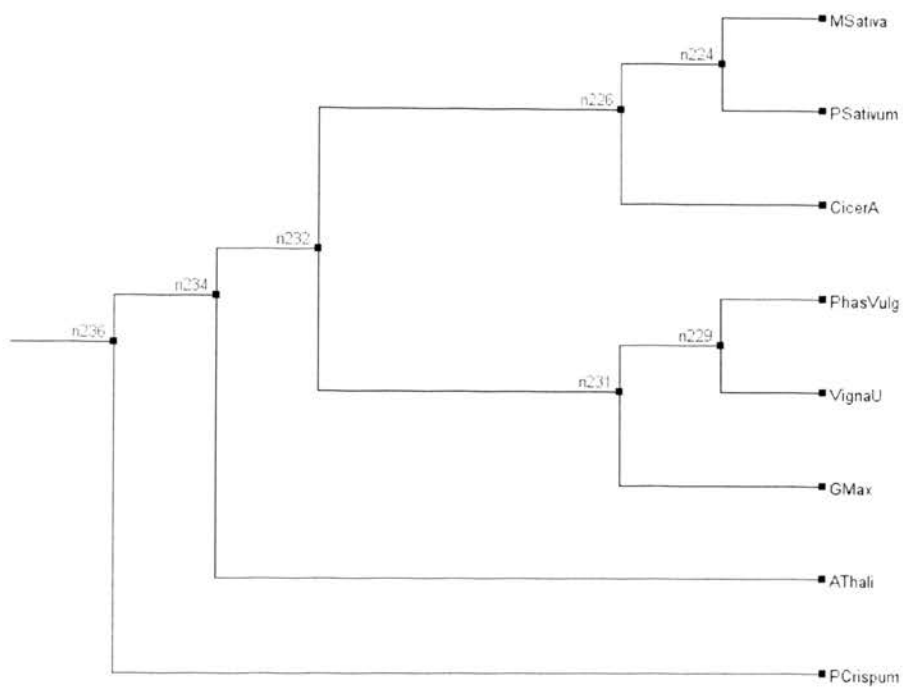 MSativa
n224
n226
PSativum
CicerA
n232
n234
PhasVulg
n236
n229
n231
VignaU
GMax
AThali
PCrispum